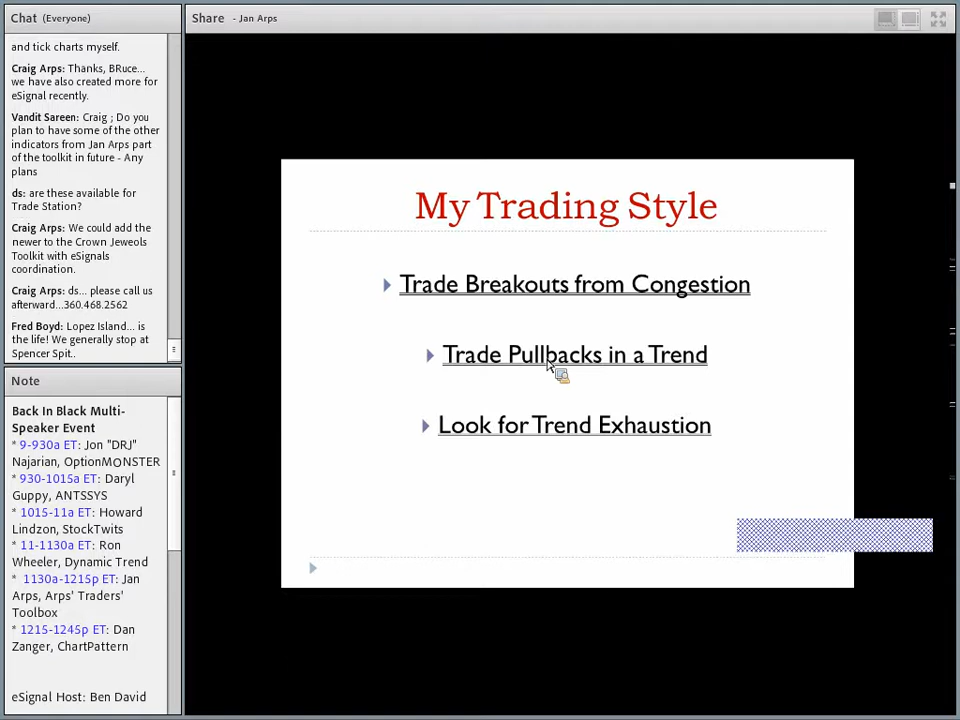 Chat (Everyone)
and tick charts myself.
Craig Arps: Thanks, BRuce...
we have also created more for
eSignal recently.
Vandit Sareen: Craig ; Do you
plan to have some of the other
indicators from Jan Arps part
of the toolkit in future - Any
plans
ds: are these available for
Trade Station?
Craig Arps: We could add the
newer to the Crown Jeweols
Toolkit with eSignals
coordination.
Craig Arps: ds... please call us
afterward...360.468.2562
Fred Boyd: Lopez Island... is
the life! We generally stop at
Spencer Spit..
Note
Back In Black Multi-
Speaker Event
* 9-930a ET: Jon "DRJ"
Najarian, OptionMONSTER
* 930-1015a ET: Daryl
Guppy, ANTSSYS
* 1015-11a ET: Howard
Lindzon, StockTwits
* 11-1130a ET: Ron
Wheeler, Dynamic Trend
* 1130a-1215p ET: Jan
Arps, Arps' Traders'
Toolbox
* 1215-1245p ET: Dan
Zanger, ChartPattern
eSignal Host: Ben David
Share - Jan Arps
My Trading Style
Trade Breakouts from Congestion
Trade Pullbacks in a Trend
Look for Trend Exhaustion